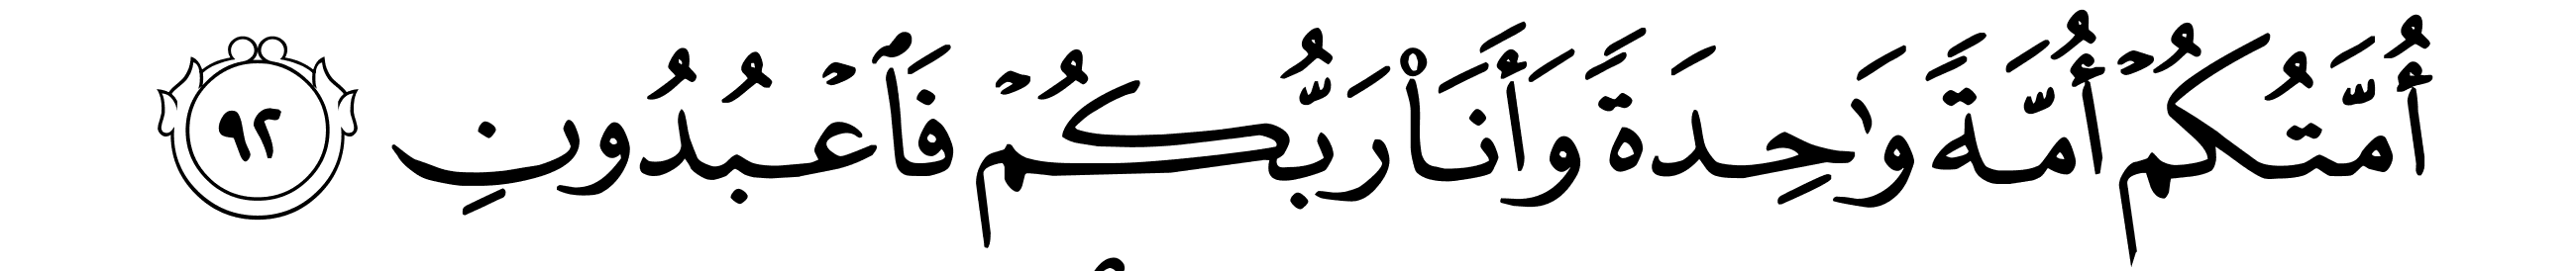 أُمَّتُكُمۡ أُمَّةٗ وَٰحِدَةٗ وَأَنَا۠ رَبُّكُمۡ فَٱعۡبُدُونِ ٩٢